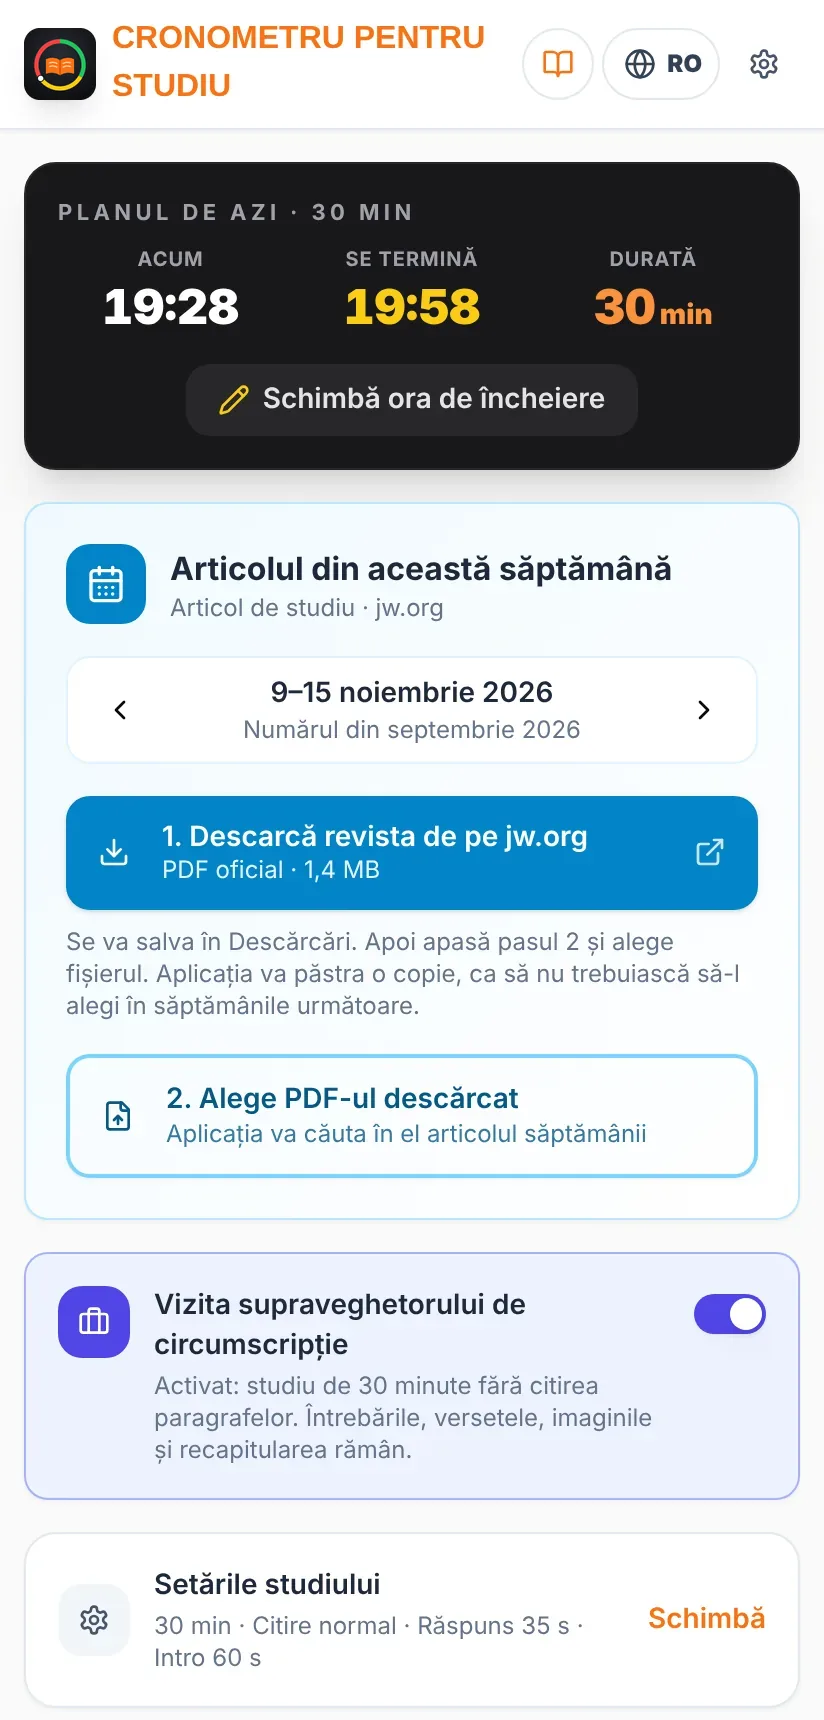 CRONOMETRU PENTRU
STUDIU
RO
PLANUL DE AZI · 30 MIN
ACUM
SE TERMINĂ
DURATĂ
19:28
19:58
30 min
Schimbă ora de încheiere
Articolul din această săptămână
Articol de studiu · jw.org
9–15 noiembrie 2026
Numărul din septembrie 2026
1. Descarcă revista de pe jw.org
PDF oficial · 1,4 MB
Se va salva în Descărcări. Apoi apasă pasul 2 și alege
fișierul. Aplicația va păstra o copie, ca să nu trebuiască să-l
alegi în săptămânile următoare.
2. Alege PDF-ul descărcat
Aplicația va căuta în el articolul săptămânii
Vizita supraveghetorului de
circumscripție
Activat: studiu de 30 minute fără citirea
paragrafelor. Întrebările, versetele, imaginile
și recapitularea rămân.
Setările studiului
30 min · Citire normal · Răspuns 35 s ·
Intro 60 s
Schimbă